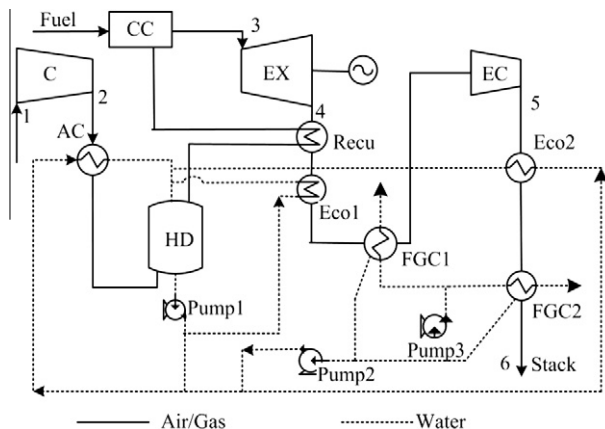 Fuel
CC
3
C
EX
EC
1
2
4
5
AC
Recu
Eco2
Eco1
HD
FGC1
Pump1
FGC2
Pump3
Pump2
6
Stack
Air/Gas
Water